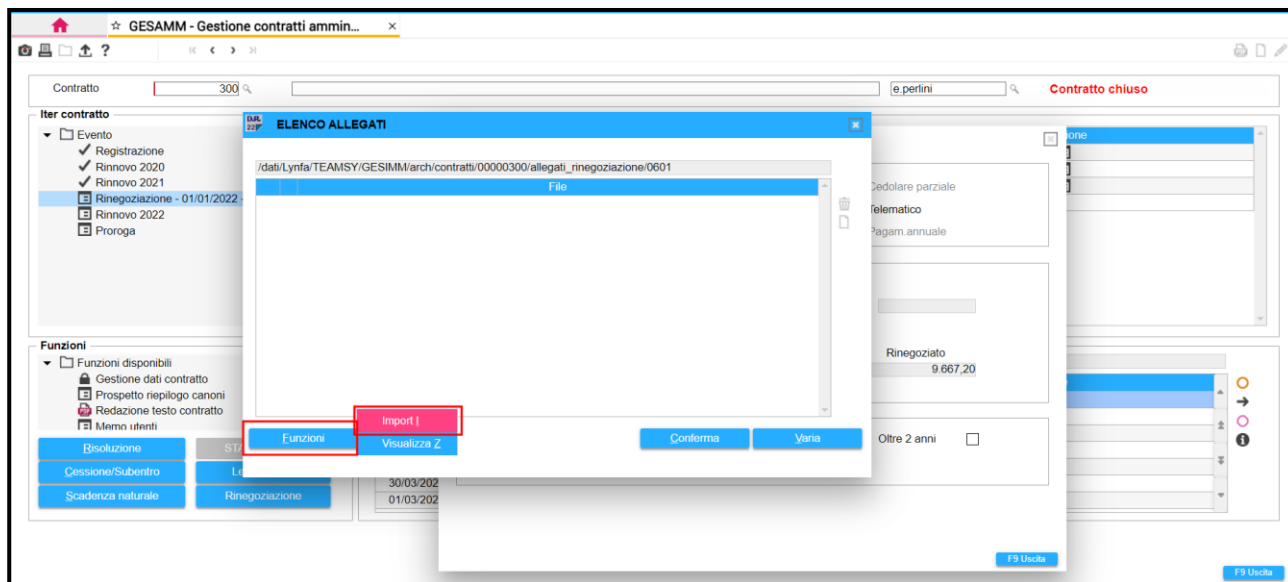 GESAMM - Gestione contratti ammin...
Contratto
300
e.perlini
Contratto chiuso
Iter contratto
Evento
Registrazione
Rinnovo 2020
Rinnovo 2021
Rinegoziazione - 01/01/2022 -
Rinnovo 2022
Proroga
ELENCO ALLEGATI
/dati/Lynfa/TEAMSY/GESIMM/arch/contratti/00000300/allegati_rinegoziazione/0601
File
Import I
Funzioni
Visualizza Z
Conferma
Varia
Cedolare parziale
Telematico
Pagam.annuale
Rinegoziato
9.667,20
Oltre 2 anni
F9 Uscita
Funzioni
Funzioni disponibili
Gestione dati contratto
Prospetto riepilogo canoni
Redazione testo contratto
Memo utenti
Risoluzione
Cessione/Subentro
Scadenza naturale
Rinegoziazione
30/03/202
01/03/202
F9 Uscita